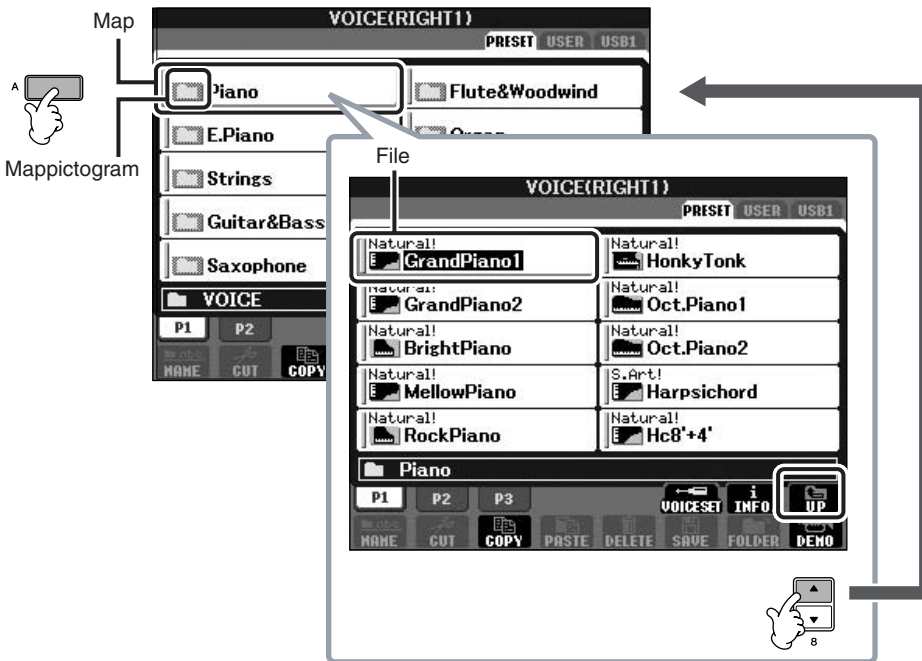 Map
VOICE(RIGHT1)
PRESET USER USB1
A
Piano
Flute&Woodwind
Mappictogram
E.Piano
Organ
Strings
Guitar&Bass
Saxophone
VOICE
P1 P2
NAME CUT COPY
File
VOICE(RIGHT1)
PRESET USER USB1
Natural! Natural!
GrandPiano1 HonkyTonk
Natural! Natural!
GrandPiano2 Oct.Piano1
Natural! Natural!
BrightPiano Oct.Piano2
Natural! S.Art!
MellowPiano Harpsichord
Natural! Natural!
RockPiano Hc8'+4'
Piano
P1 P2 P3 VOICESET INFO. UP
NAME CUT COPY PASTE DELETE SAVE FOLDER DEMO
8